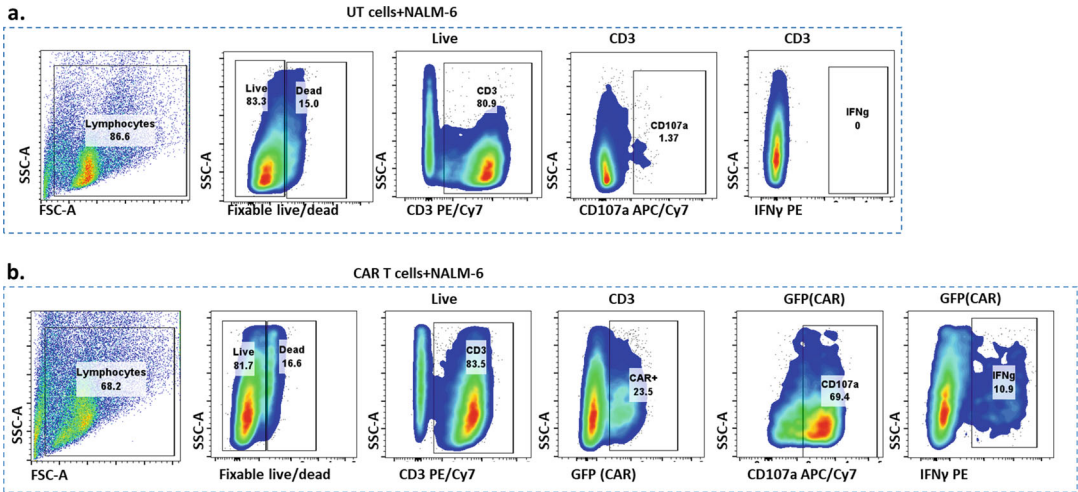 a.
UT cells+NALM-6
Live
CD3
CD3
Lymphocytes
86.6
Live
83.3
Dead
15.0
CD3
80.9
CD107a
1.37
IFNg
0
SSC-A
SSC-A
SSC-A
SSC-A
SSC-A
FSC-A
Fixable live/dead
CD3 PE/Cy7
CD107a APC/Cy7
IFNγ PE
b.
CAR T cells+NALM-6
Live
CD3
GFP(CAR)
GFP(CAR)
Lymphocytes
68.2
Live
81.7
Dead
16.6
CD3
83.5
CAR+
23.5
CD107a
69.4
IFNg
10.9
SSC-A
SSC-A
SSC-A
SSC-A
SSC-A
SSC-A
FSC-A
Fixable live/dead
CD3 PE/Cy7
GFP (CAR)
CD107a APC/Cy7
IFNγ PE